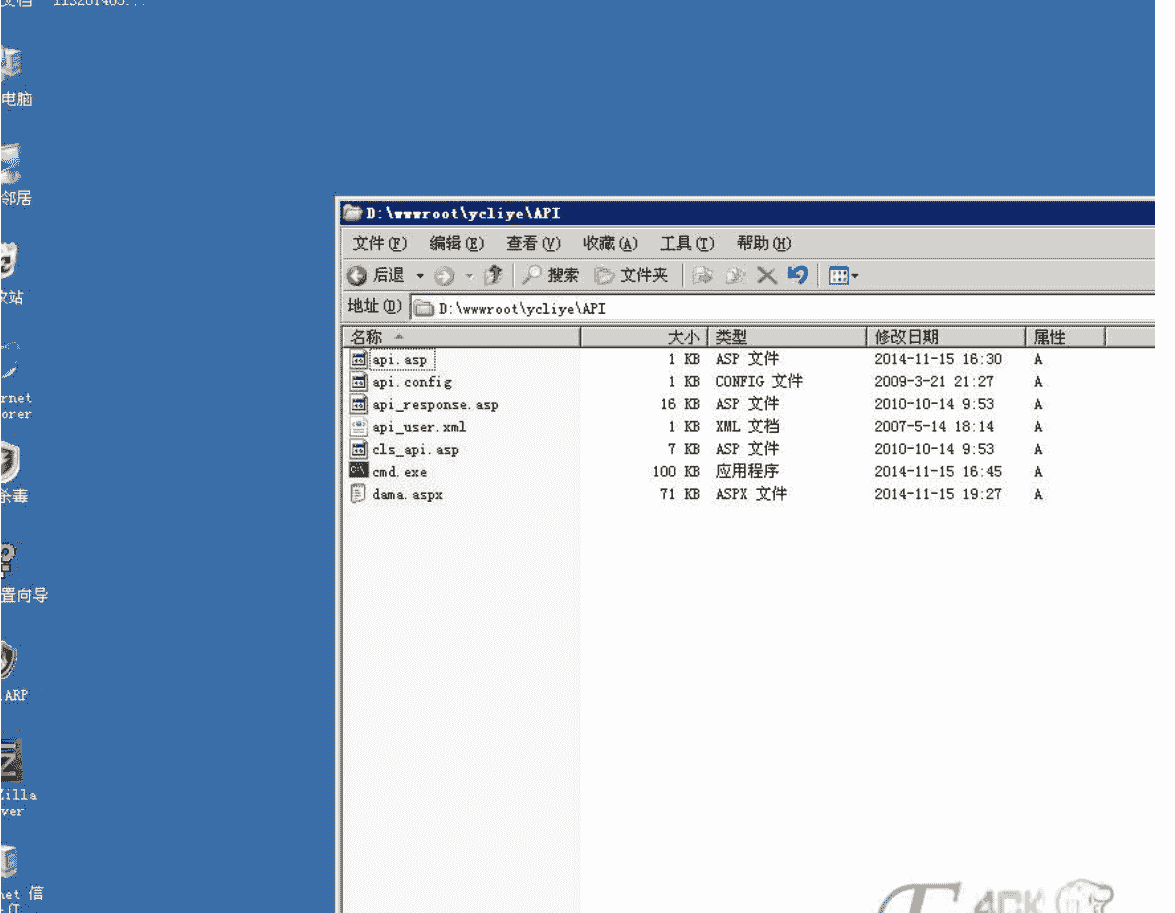 电脑
邻居
杀毒
置向导
ARP
D:\wwwroot\ycliye\API
文件(F) 编辑(E) 查看(V) 收藏(A) 工具(T) 帮助(H)
后退 搜索 文件夹
地址(D) D:\wwwroot\ycliye\API
名称 大小 类型 修改日期 属性
api.asp 1 KB ASP 文件 2014-11-15 16:30 A
api.config 1 KB CONFIG 文件 2009-3-21 21:27 A
api_response.asp 16 KB ASP 文件 2010-10-14 9:53 A
api_user.xml 1 KB XML 文档 2007-5-14 18:14 A
cls_api.asp 7 KB ASP 文件 2010-10-14 9:53 A
cmd.exe 100 KB 应用程序 2014-11-15 16:45 A
dama.aspx 71 KB ASPX 文件 2014-11-15 19:27 A